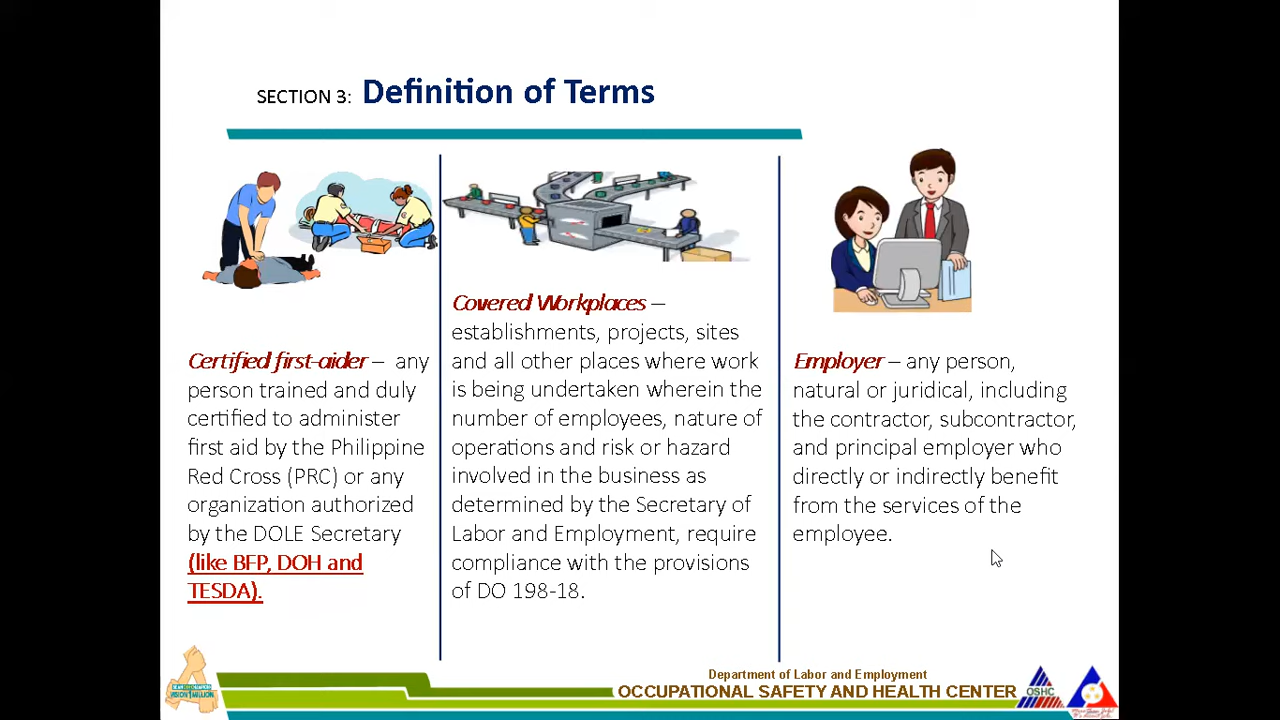 SECTION 3: Definition of Terms
Certified first-aider – any
person trained and duly
certified to administer
first aid by the Philippine
Red Cross (PRC) or any
organization authorized
by the DOLE Secretary
(like BFP, DOH and
TESDA).
Covered Workplaces –
establishments, projects, sites
and all other places where work
is being undertaken wherein the
number of employees, nature of
operations and risk or hazard
involved in the business as
determined by the Secretary of
Labor and Employment, require
compliance with the provisions
of DO 198-18.
Employer – any person,
natural or juridical, including
the contractor, subcontractor,
and principal employer who
directly or indirectly benefit
from the services of the
employee.
Department of Labor and Employment
OCCUPATIONAL SAFETY AND HEALTH CENTER
OSHC